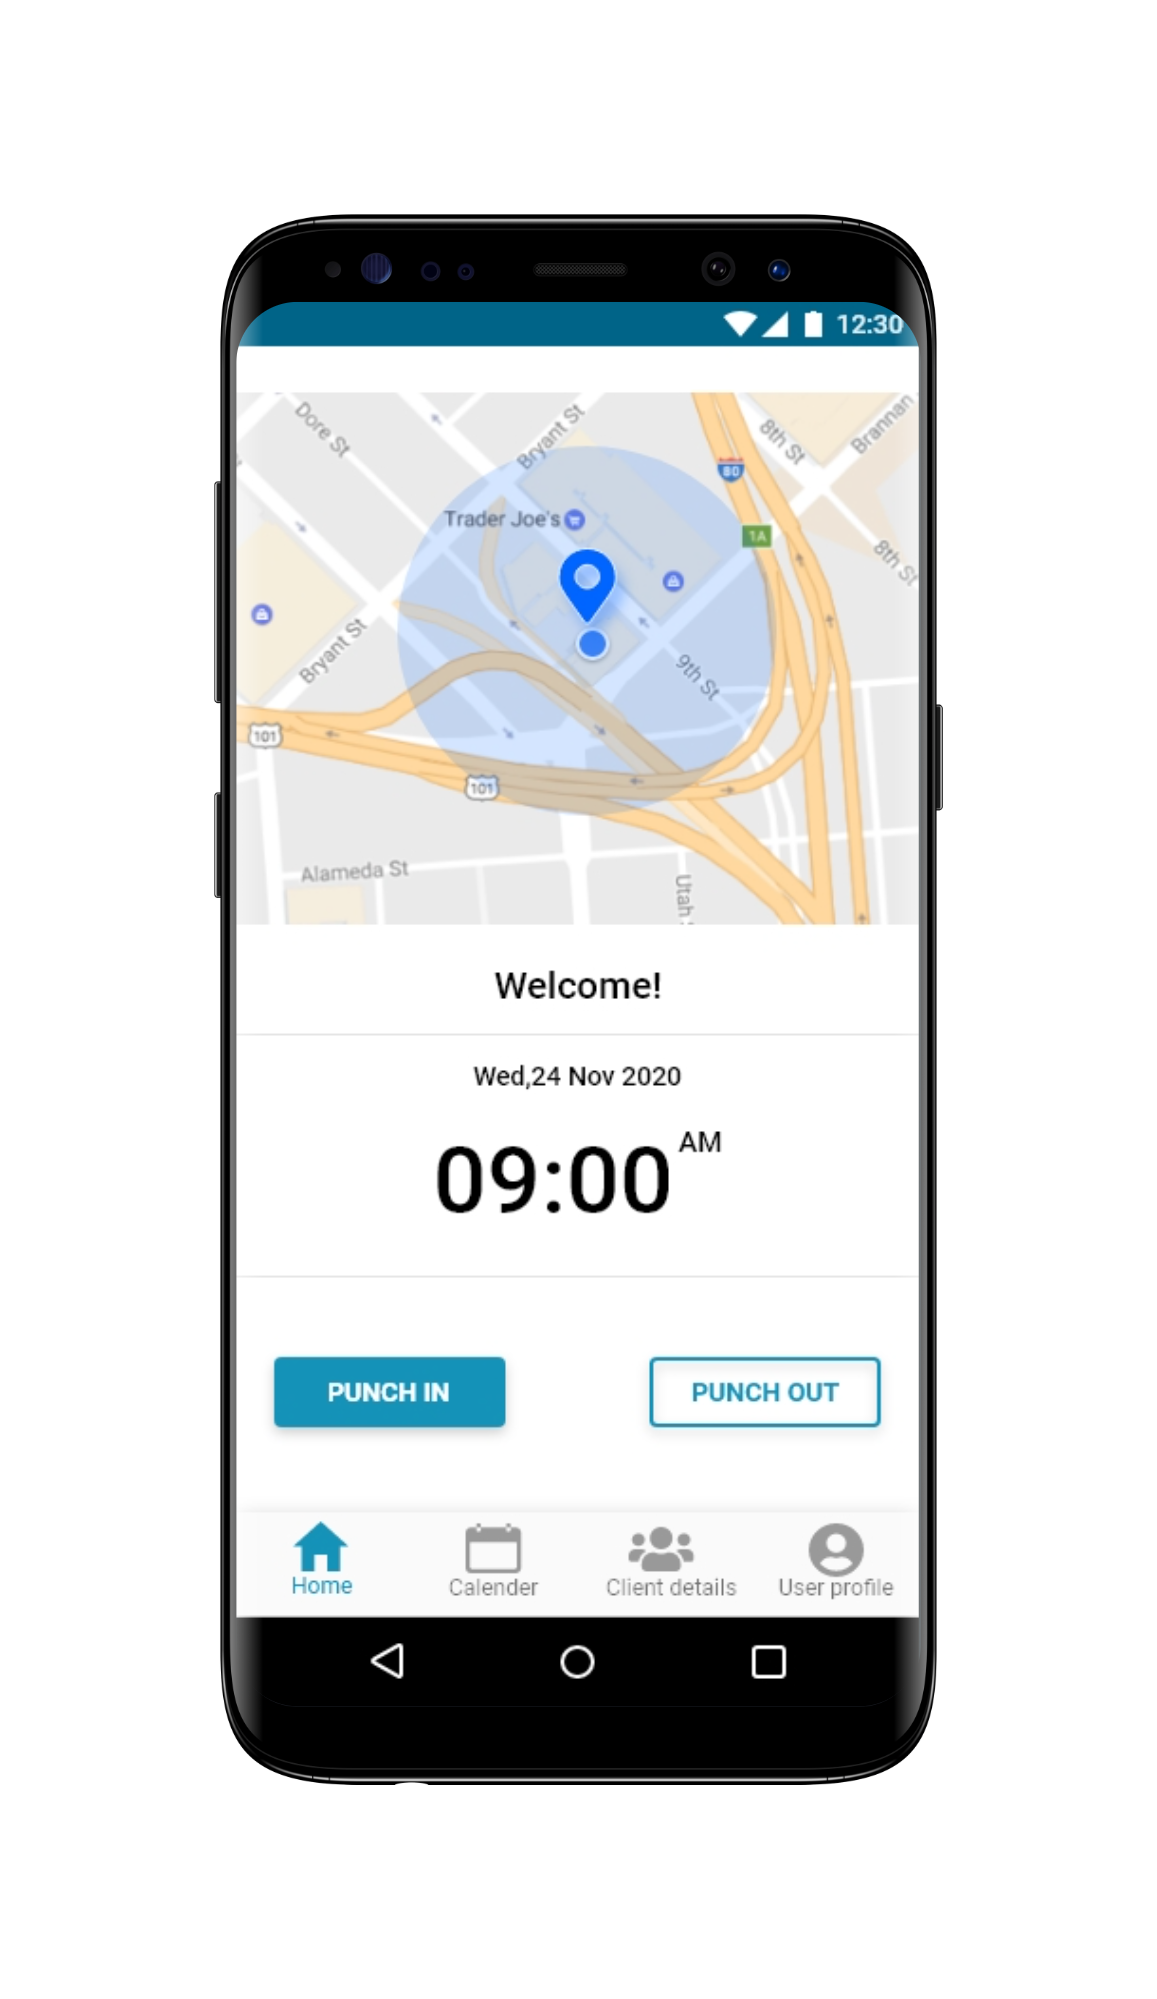 12:30
Dore St
Bryant St
8th St
Brannan
80
Trader Joe's
1A
8th St
Bryant St
9th St
101
101
Alameda St
Utah
Welcome!
Wed,24 Nov 2020
09:00 AM
PUNCH IN
PUNCH OUT
Home
Calender
Client details
User profile